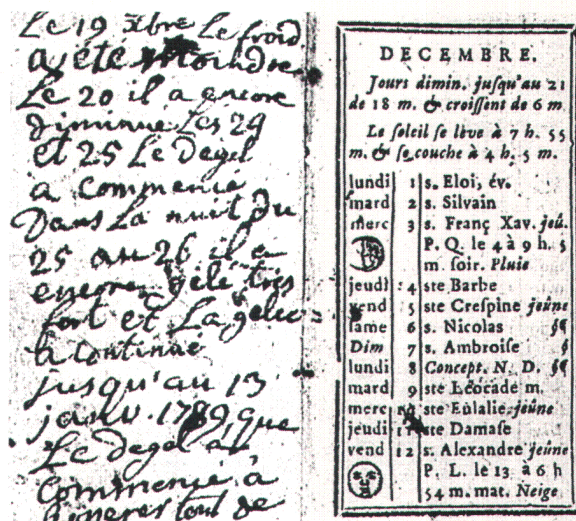 Le 19 xbre Le froid
a été moindre
Le 20 il a encore
diminue Les 24
et 25 Le degel
a commencé
Dans La nuit du
25 au 26 il a
encore gelé tres
fort et La gelee
a continué
jusqu'au 13
janv. 1789 que
Le degel a
commencé à
DECEMBRE.
Jours dimin. jusqu'au 21
de 18 m. & croissent de 6 m
Le soleil se lève à 7 h. 55
m. & se couche à 4 h. 5 m.
lundi 1 s. Eloi, év.
mard 2 s. Silvain
merc 3 s. Franç Xav. jeû.
P. Q. le 4 à 9 h. 5
m. soir. Pluie
jeudi 4 ste Barbe
vend 5 ste Crespine jeûne
same 6 s. Nicolas §¶
Dim 7 s. Ambroise §
lundi 8 Concept. N. D. §¶
mard 9 ste Léocade m.
merc 10 ste Eulalie jeûne
jeudi 11 ste Damase
vend 12 s. Alexandre jeûne
P. L. le 13 à 6 h
54 m. mat. Neige